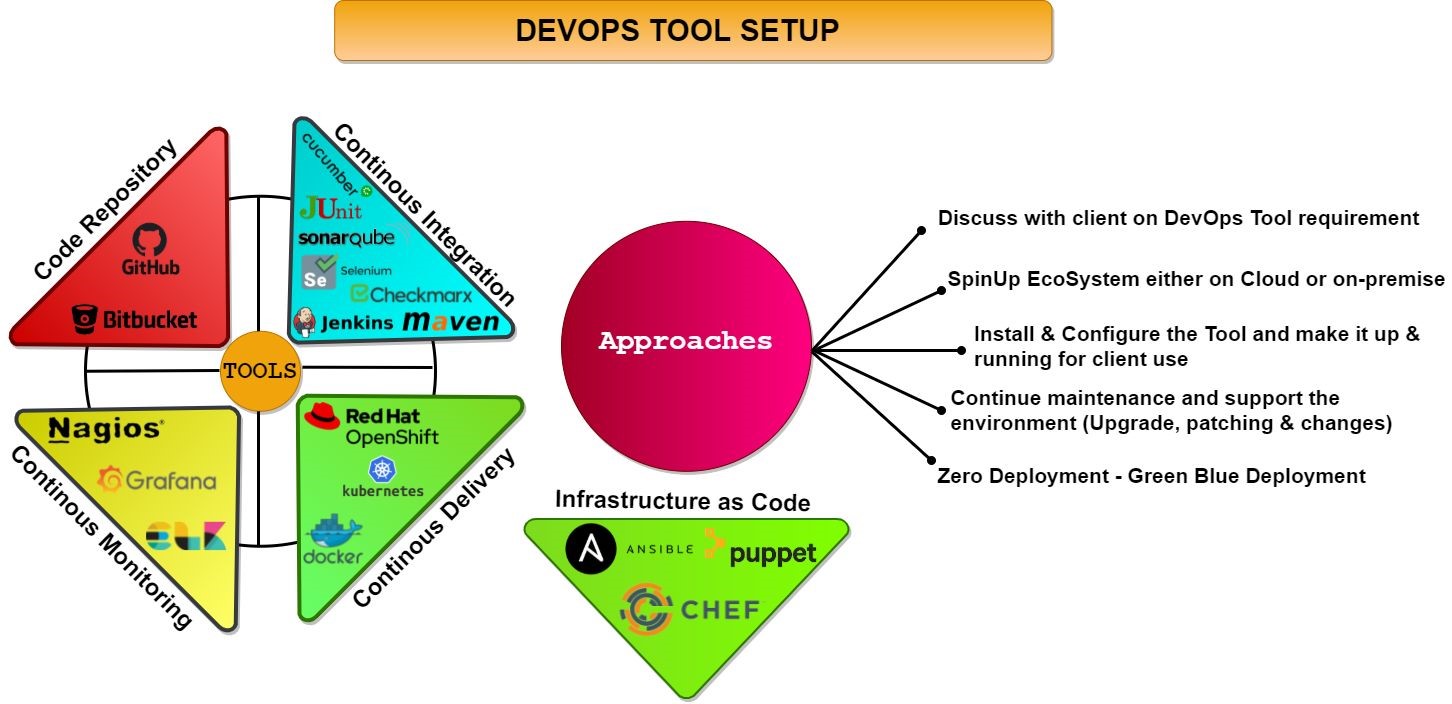 DEVOPS TOOL SETUP
Code Repository
GitHub
Bitbucket
Continous Integration
cucumber
JUnit
sonarqube
Se Selenium
Checkmarx
Jenkins maven
TOOLS
Nagios®
Grafana
ELK
Continous Monitoring
Red Hat
OpenShift
kubernetes
docker
Continous Delivery
Approaches
Discuss with client on DevOps Tool requirement
SpinUp EcoSystem either on Cloud or on-premise
Install & Configure the Tool and make it up &
running for client use
Continue maintenance and support the
environment (Upgrade, patching & changes)
Zero Deployment - Green Blue Deployment
Infrastructure as Code
A ANSIBLE puppet
CHEF